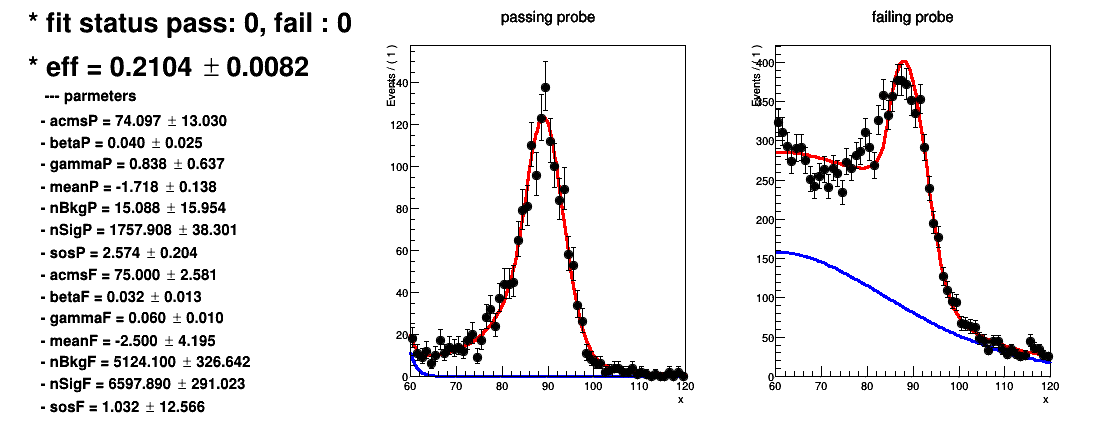 * fit status pass: 0, fail : 0
* eff = 0.2104 ± 0.0082
--- parmeters
- acmsP = 74.097 ± 13.030
- betaP = 0.040 ± 0.025
- gammaP = 0.838 ± 0.637
- meanP = -1.718 ± 0.138
- nBkgP = 15.088 ± 15.954
- nSigP = 1757.908 ± 38.301
- sosP = 2.574 ± 0.204
- acmsF = 75.000 ± 2.581
- betaF = 0.032 ± 0.013
- gammaF = 0.060 ± 0.010
- meanF = -2.500 ± 4.195
- nBkgF = 5124.100 ± 326.642
- nSigF = 6597.890 ± 291.023
- sosF = 1.032 ± 12.566
passing probe
Events / ( 1 )
140
120
100
80
60
40
20
0
60 70 80 90 100 110 120
x
failing probe
Events / ( 1 )
400
350
300
250
200
150
100
50
0
60 70 80 90 100 110 120
x